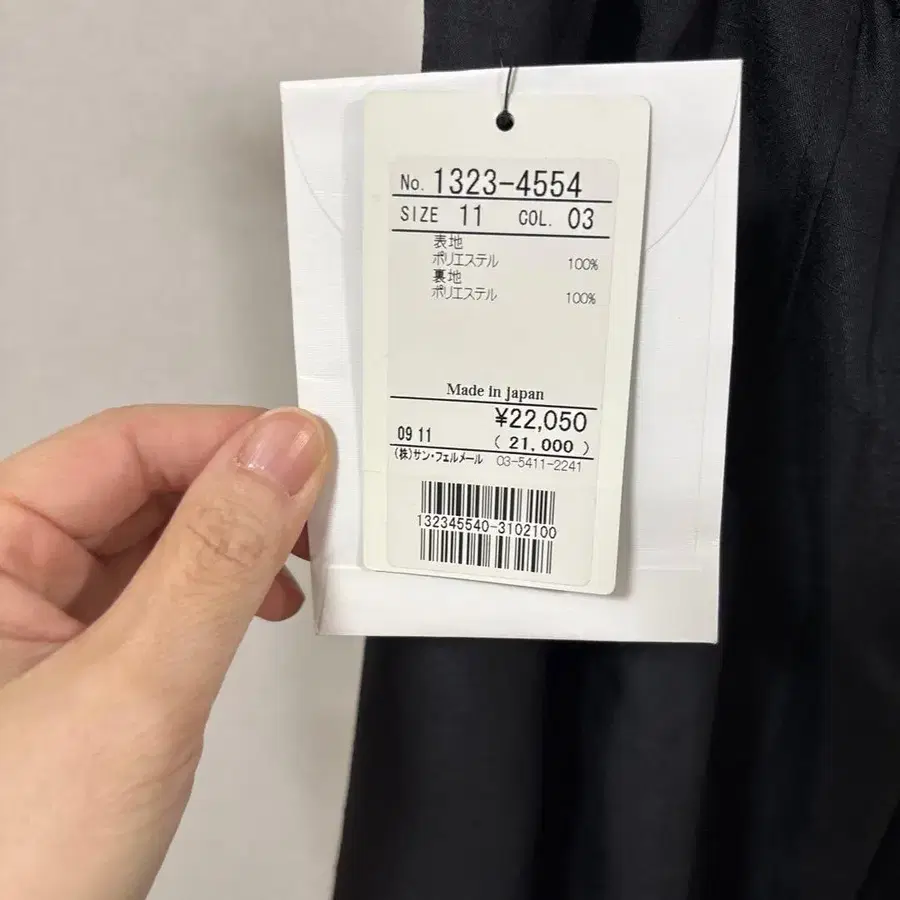 No. 1323-4554
SIZE 11 COL. 03
表地
ポリエステル 100%
裏地
ポリエステル 100%
Made in japan
¥22,050
09 11 ( 21,000 )
(株)サン・フェルメール 03-5411-2241
132345540-3102100